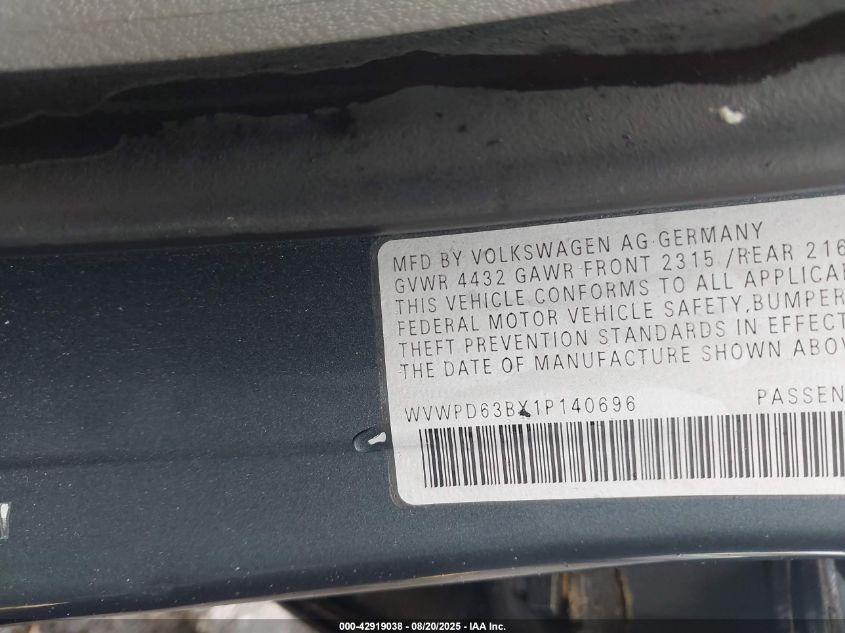 MFD BY VOLKSWAGEN AG GERMANY
GVWR 4432 GAWR FRONT 2315 /REAR 216
THIS VEHICLE CONFORMS TO ALL APPLICA
FEDERAL MOTOR VEHICLE SAFETY, BUMPER
THEFT PREVENTION STANDARDS IN EFFECT
THE DATE OF MANUFACTURE SHOWN ABOV
WVWPD63BX1P140696 PASSEN
000-42919038 - 08/20/2025 - IAA Inc.